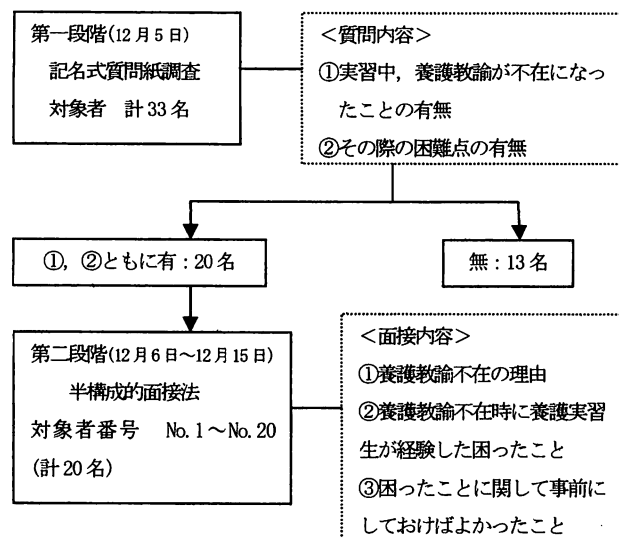 第一段階(12月5日)
記名式質問紙調査
対象者 計33名
＜質問内容＞
①実習中，養護教諭が不在になっ
たことの有無
②その際の困難点の有無
①，②ともに有：20名
無：13名
第二段階(12月6日～12月15日)
半構成的面接法
対象者番号 No.1～No.20
(計20名)
＜面接内容＞
①養護教諭不在の理由
②養護教諭不在時に養護実習
生が経験した困ったこと
③困ったことに関して事前に
しておけばよかったこと